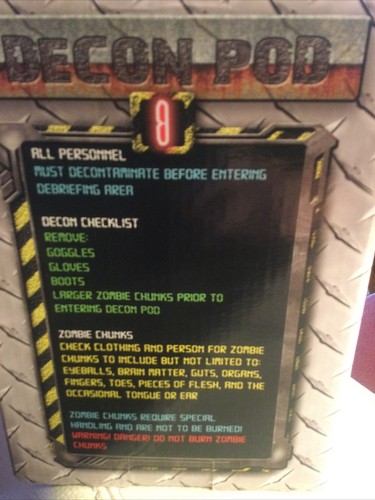 DECON POD
8
ALL PERSONNEL
MUST DECONTAMINATE BEFORE ENTERING
DEBRIEFING AREA
DECON CHECKLIST
REMOVE:
GOGGLES
GLOVES
BOOTS
LARGER ZOMBIE CHUNKS PRIOR TO
ENTERING DECON POD
ZOMBIE CHUNKS
CHECK CLOTHING AND PERSON FOR ZOMBIE
CHUNKS TO INCLUDE BUT NOT LIMITED TO:
EYEBALLS, BRAIN MATTER, GUTS, ORGANS,
FINGERS, TOES, PIECES OF FLESH, AND THE
OCCASIONAL TONGUE OR EAR
ZOMBIE CHUNKS REQUIRE SPECIAL
HANDLING AND ARE NOT TO BE BURNED!
WARNING! DANGER! DO NOT BURN ZOMBIE
CHUNKS